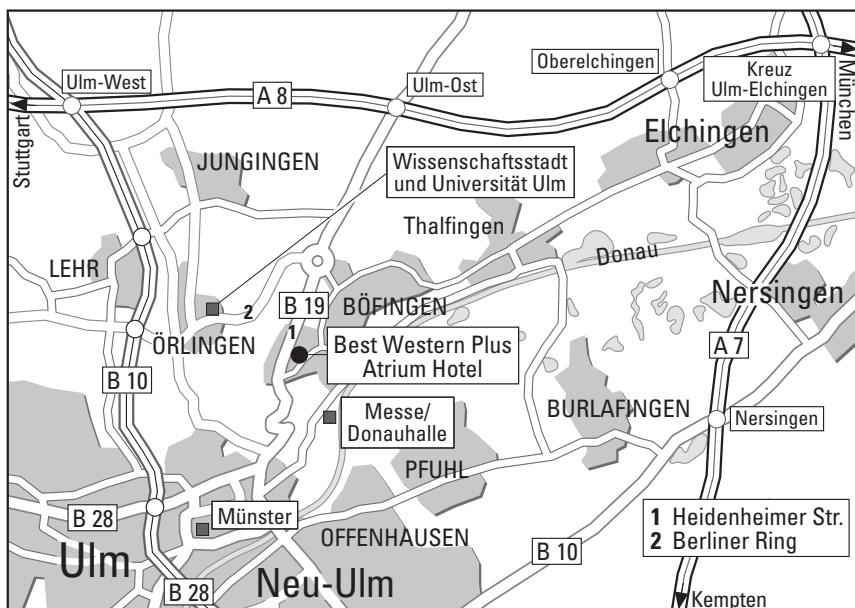 Ulm-West
A 8
Ulm-Ost
Oberelchingen
Kreuz
Ulm-Elchingen
München
Stuttgart
Elchingen
JUNGINGEN
Wissenschaftsstadt
und Universität Ulm
Thalfingen
Donau
LEHR
Nersingen
B 19
BÖFINGEN
2
1
ÖRLINGEN
Best Western Plus
Atrium Hotel
A 7
B 10
Messe/
Donauhalle
BURLAFINGEN
Nersingen
PFUHL
B 28
Münster
OFFENHAUSEN
1 Heidenheimer Str.
2 Berliner Ring
Ulm
B 10
B 28
Neu-Ulm
Kempten